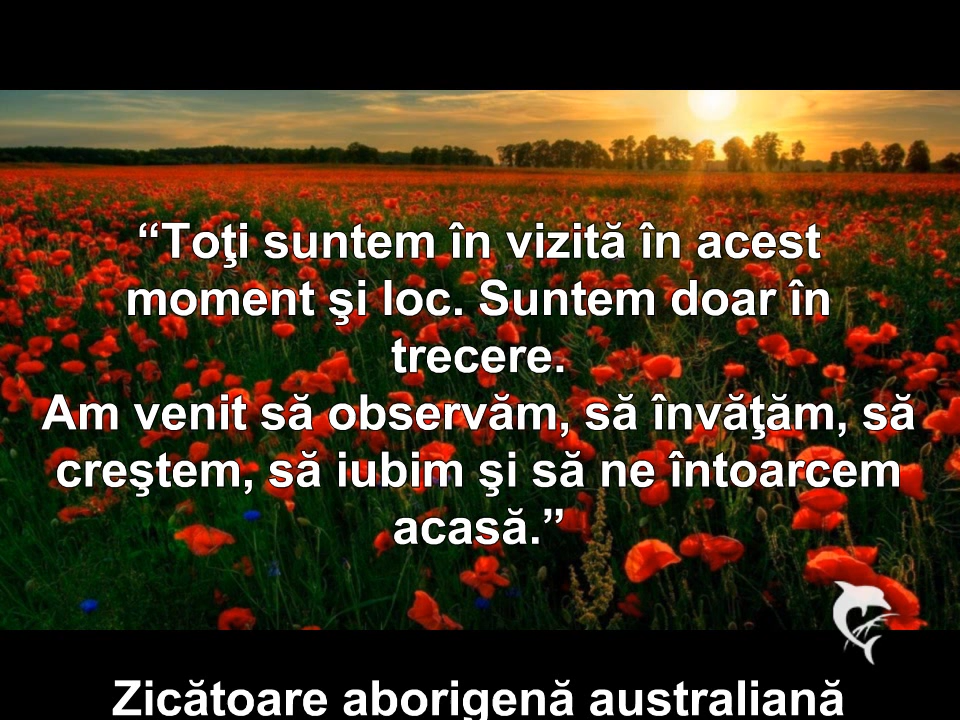 “Toţi suntem în vizită în acest
moment şi loc. Suntem doar în
trecere.
Am venit să observăm, să învăţăm, să
creştem, să iubim şi să ne întoarcem
acasă.”
Zicătoare aborigenă australiană